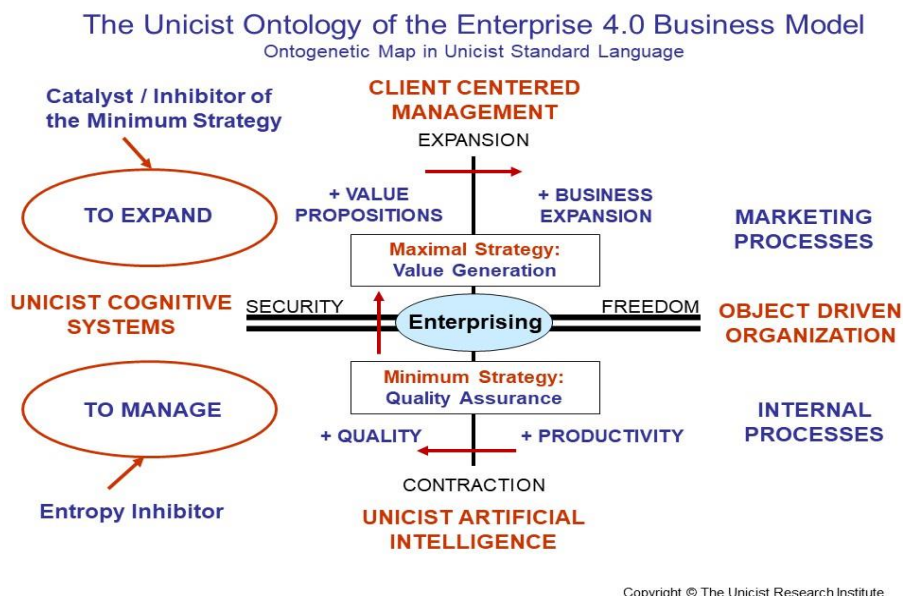 The Unicist Ontology of the Enterprise 4.0 Business Model
Ontogenetic Map in Unicist Standard Language
Catalyst / Inhibitor of
the Minimum Strategy
CLIENT CENTERED
MANAGEMENT
EXPANSION
TO EXPAND
+ VALUE
PROPOSITIONS
+ BUSINESS
EXPANSION
MARKETING
PROCESSES
Maximal Strategy:
Value Generation
UNICIST COGNITIVE
SYSTEMS
SECURITY
Enterprising
FREEDOM
OBJECT DRIVEN
ORGANIZATION
Minimum Strategy:
Quality Assurance
TO MANAGE
+ QUALITY
+ PRODUCTIVITY
INTERNAL
PROCESSES
CONTRACTION
Entropy Inhibitor
UNICIST ARTIFICIAL
INTELLIGENCE
Copyright © The Unicist Research Institute